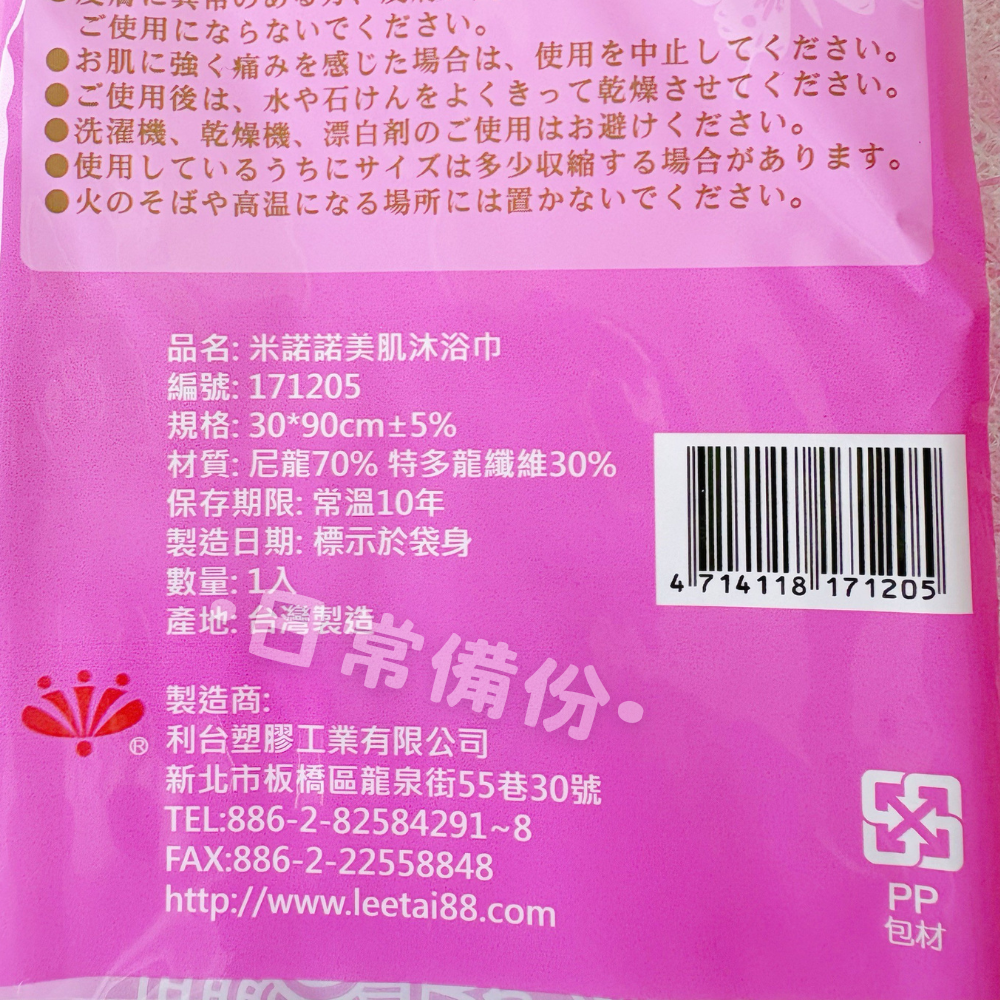 ご使用にならないでください。
●お肌に強く痛みを感じた場合は、使用を中止してください。
●ご使用後は、水や石けんをよくきって乾燥させてください。
●洗濯機、乾燥機、漂白剤のご使用はお避けください。
●使用しているうちにサイズは多少収縮する場合があります。
●火のそばや高温になる場所には置かないでください。
品名: 米諾諾美肌沐浴巾
編號: 171205
規格: 30*90cm±5%
材質: 尼龍70% 特多龍纖維30%
保存期限: 常溫10年
製造日期: 標示於袋身
數量: 1入
產地: 台灣製造
4 714118 171205
•日常備份•
製造商:
® 利台塑膠工業有限公司
新北市板橋區龍泉街55巷30號
TEL:886-2-82584291~8
FAX:886-2-22558848
http://www.leetai88.com
PP
包材